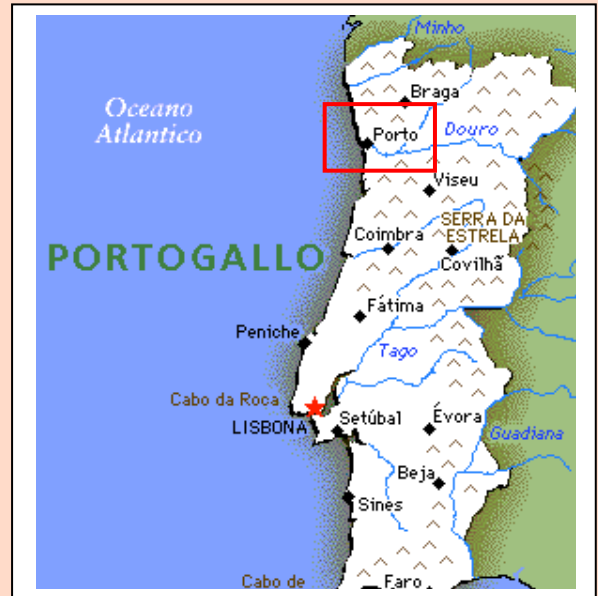 Minho
Braga
Oceano
Atlantico
Porto
Douro
Viseu
SERRA DA
ESTRELA
Coimbra
Covilhã
PORTOGALLO
Fátima
Peniche
Tago
Cabo da Roca
LISBONA
Setúbal
Évora
Guadiana
Beja
Sines
Cabo de
Faro